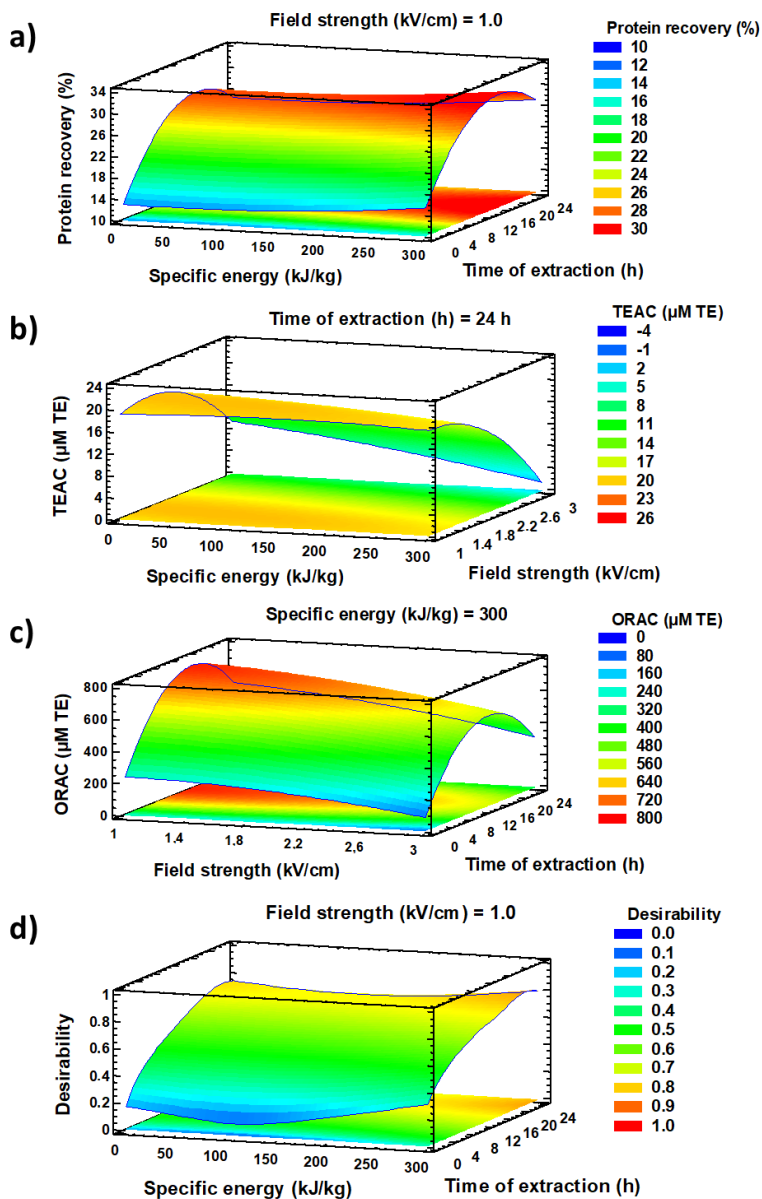 a)
Field strength (kV/cm) = 1.0
Protein recovery (%)
34
30
26
22
18
14
10
Protein recovery (%)
0 50 100 150 200 250 300
Specific energy (kJ/kg)
0 4 8 12 16 20 24
Time of extraction (h)
10
12
14
16
18
20
22
24
26
28
30
b)
Time of extraction (h) = 24 h
TEAC (µM TE)
24
20
16
12
8
4
0
TEAC (µM TE)
0 50 100 150 200 250 300
Specific energy (kJ/kg)
1 1.4 1.8 2.2 2.6 3
Field strength (kV/cm)
-4
-1
2
5
8
11
14
17
20
23
26
c)
Specific energy (kJ/kg) = 300
ORAC (µM TE)
800
600
400
200
0
ORAC (µM TE)
1 1.4 1.8 2.2 2,6 3
Field strength (kV/cm)
0 4 8 12 16 20 24
Time of extraction (h)
0
80
160
240
320
400
480
560
640
720
800
d)
Field strength (kV/cm) = 1.0
Desirability
1
0.8
0.6
0.4
0.2
0
Desirability
0 50 100 150 200 250 300
Specific energy (kJ/kg)
0 4 8 12 16 20 24
Time of extraction (h)
0.0
0.1
0.2
0.3
0.4
0.5
0.6
0.7
0.8
0.9
1.0